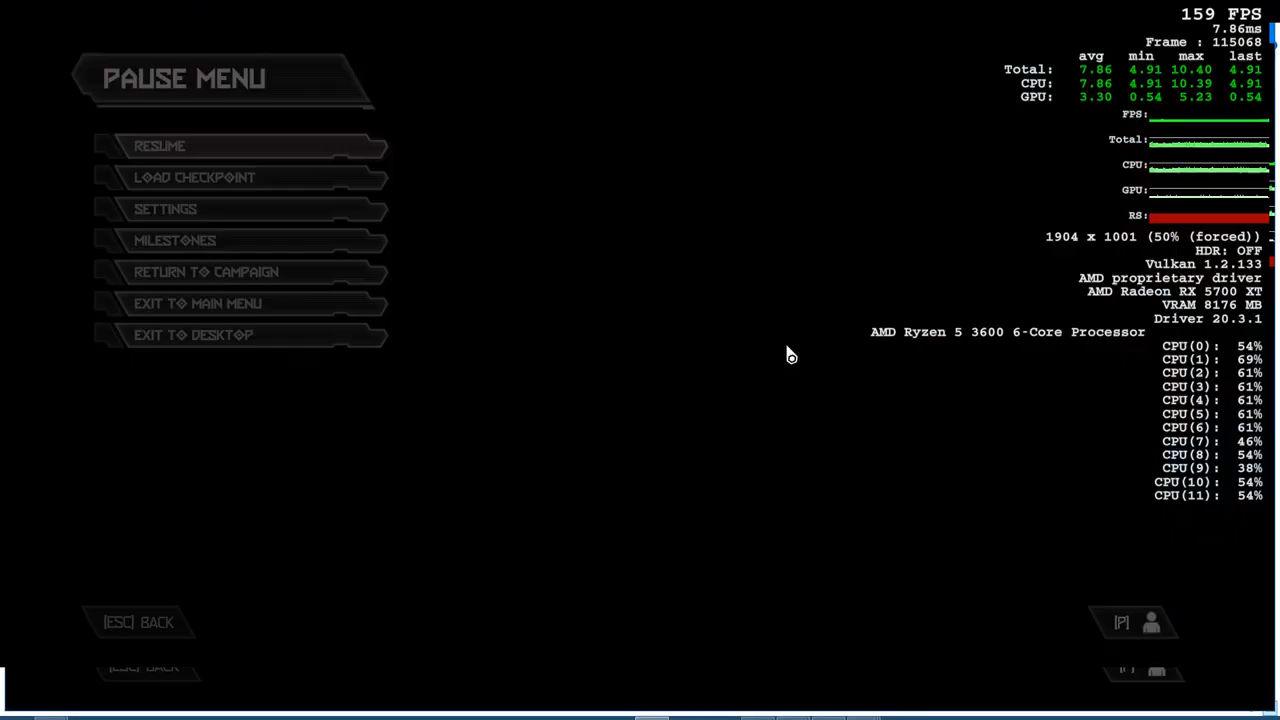 159 FPS
7.86ms
Frame : 115068
avg min max last
Total: 7.86 4.91 10.40 4.91
CPU: 7.86 4.91 10.39 4.91
GPU: 3.30 0.54 5.23 0.54
FPS:
Total:
CPU:
GPU:
RS:
1904 x 1001 (50% (forced))
HDR: OFF
Vulkan 1.2.133
AMD proprietary driver
AMD Radeon RX 5700 XT
VRAM 8176 MB
Driver 20.3.1
AMD Ryzen 5 3600 6-Core Processor
CPU(0): 54%
CPU(1): 69%
CPU(2): 61%
CPU(3): 61%
CPU(4): 61%
CPU(5): 61%
CPU(6): 61%
CPU(7): 46%
CPU(8): 54%
CPU(9): 38%
CPU(10): 54%
CPU(11): 54%
PAUSE MENU
RESUME
LOAD CHECKPOINT
SETTINGS
MILESTONES
RETURN TO CAMPAIGN
EXIT TO MAIN MENU
EXIT TO DESKTOP
[ESC] BACK
[P]
[ESC] BACK